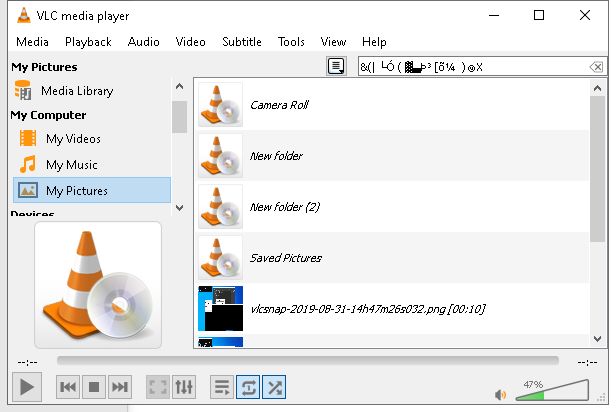 VLC media player
Media Playback Audio Video Subtitle Tools View Help
My Pictures
Media Library
My Computer
My Videos
My Music
My Pictures
Devices
Camera Roll
New folder
New folder (2)
Saved Pictures
vlcsnap-2019-08-31-14h47m26s032.png [00:10]
--:--
--:--
47%